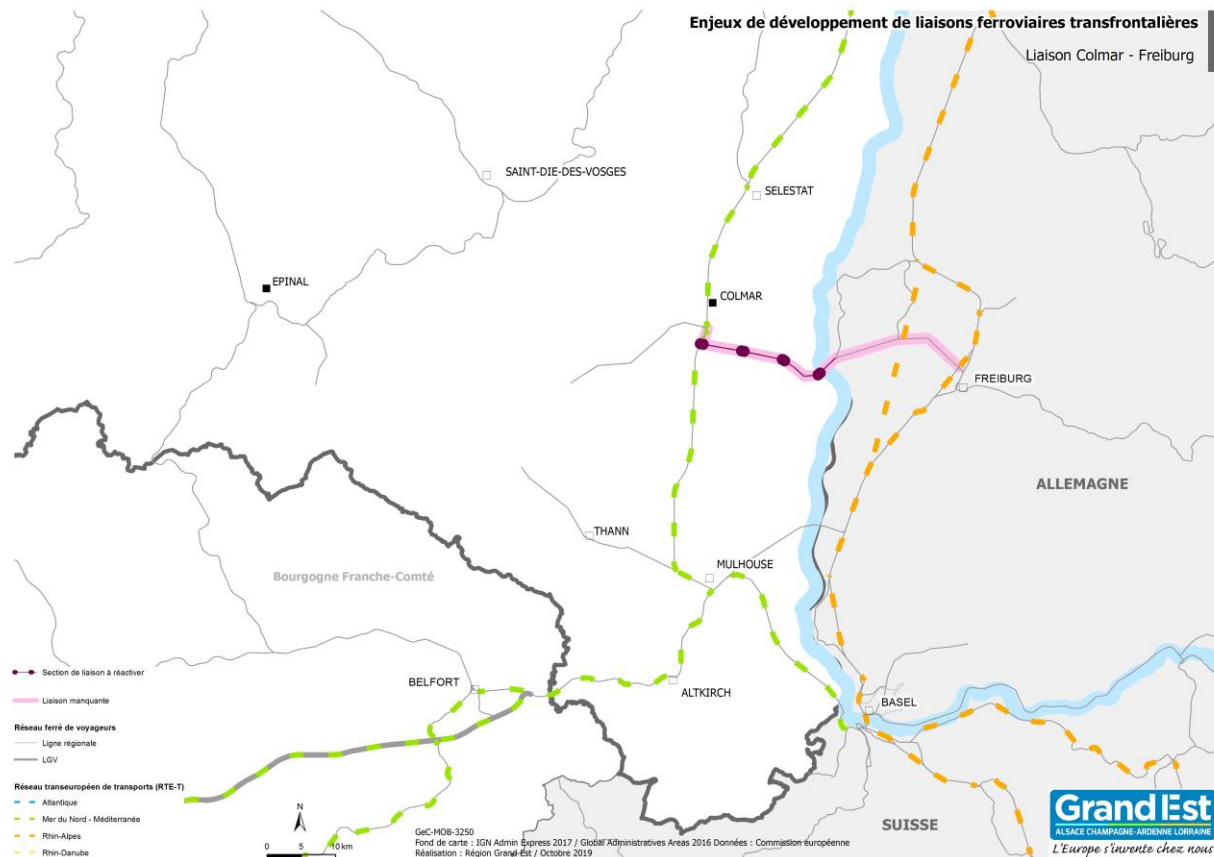 Enjeux de développement de liaisons ferroviaires transfrontalières
Liaison Colmar - Freiburg
SAINT-DIE-DES-VOSGES
SELESTAT
EPINAL
COLMAR
FREIBURG
ALLEMAGNE
THANN
MULHOUSE
Bourgogne Franche-Comté
BELFORT
ALTKIRCH
BASEL
SUISSE
Section de liaison à réactiver
Liaison manquante
Réseau ferré de voyageurs
Ligne régionale
LGV
Réseau transeuropéen de transports (RTE-T)
Atlantique
Mer du Nord - Méditerranée
Rhin-Alpes
Rhin-Danube
N
0 5 10 km
GeC-MOB-3250
Fond de carte : IGN Admin Express 2017 / Global Administratives Areas 2016 Données : Commission européenne
Réalisation : Région Grand Est / Octobre 2019
Grand Est
ALSACE CHAMPAGNE-ARDENNE LORRAINE
L'Europe s'invente chez nous